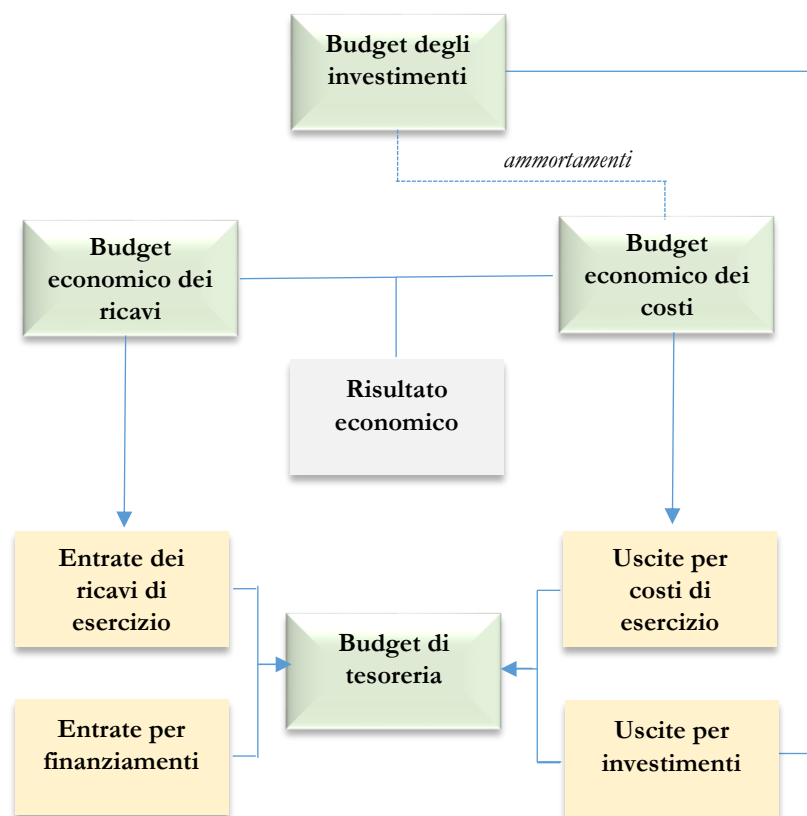 Budget degli
investimenti
ammortamenti
Budget
economico dei
ricavi
Budget
economico dei
costi
Risultato
economico
Entrate dei
ricavi di
esercizio
Uscite per
costi di
esercizio
Budget di
tesoreria
Entrate per
finanziamenti
Uscite per
investimenti